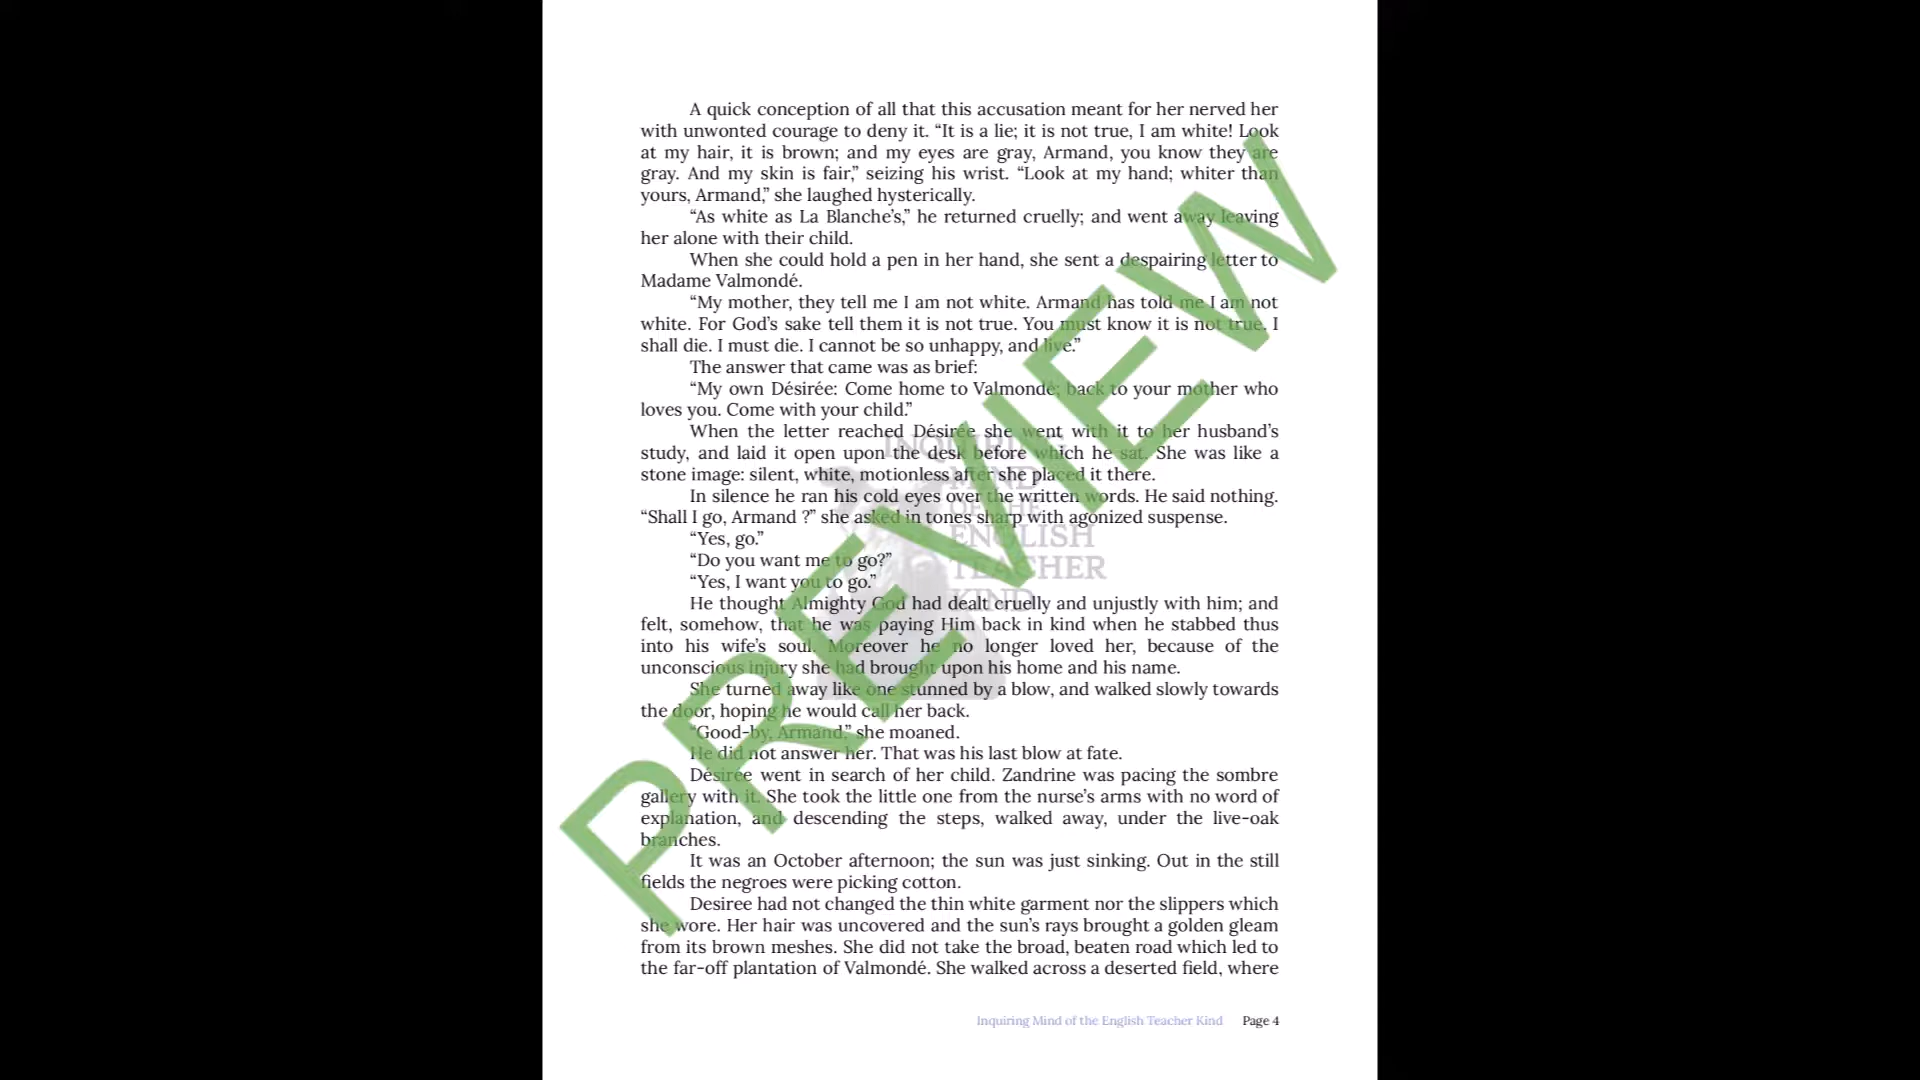 A quick conception of all that this accusation meant for her nerved her
with unwonted courage to deny it. “It is a lie; it is not true, I am white! Look
at my hair, it is brown; and my eyes are gray, Armand, you know they are
gray. And my skin is fair,” seizing his wrist. “Look at my hand; whiter than
yours, Armand,” she laughed hysterically.
“As white as La Blanche’s,” he returned cruelly; and went away leaving
her alone with their child.
When she could hold a pen in her hand, she sent a despairing letter to
Madame Valmondé.
“My mother, they tell me I am not white. Armand has told me I am not
white. For God’s sake tell them it is not true. You must know it is not true. I
shall die. I must die. I cannot be so unhappy, and live.”
The answer that came was as brief:
“My own Désirée: Come home to Valmondé; back to your mother who
loves you. Come with your child.”
When the letter reached Désirée she went with it to her husband’s
study, and laid it open upon the desk before which he sat. She was like a
stone image: silent, white, motionless after she placed it there.
In silence he ran his cold eyes over the written words. He said nothing.
“Shall I go, Armand ?” she asked in tones sharp with agonized suspense.
“Yes, go.”
“Do you want me to go?”
“Yes, I want you to go.”
He thought Almighty God had dealt cruelly and unjustly with him; and
felt, somehow, that he was paying Him back in kind when he stabbed thus
into his wife’s soul. Moreover he no longer loved her, because of the
unconscious injury she had brought upon his home and his name.
She turned away like one stunned by a blow, and walked slowly towards
the door, hoping he would call her back.
“Good-by, Armand,” she moaned.
He did not answer her. That was his last blow at fate.
Desiree went in search of her child. Zandrine was pacing the sombre
gallery with it. She took the little one from the nurse’s arms with no word of
explanation, and descending the steps, walked away, under the live-oak
branches.
It was an October afternoon; the sun was just sinking. Out in the still
fields the negroes were picking cotton.
Desiree had not changed the thin white garment nor the slippers which
she wore. Her hair was uncovered and the sun’s rays brought a golden gleam
from its brown meshes. She did not take the broad, beaten road which led to
the far-off plantation of Valmondé. She walked across a deserted field, where
Inquiring Mind of the English Teacher Kind Page 4
PREVIEW
INQUIRING
MIND
OF THE
ENGLISH
TEACHER
KIND